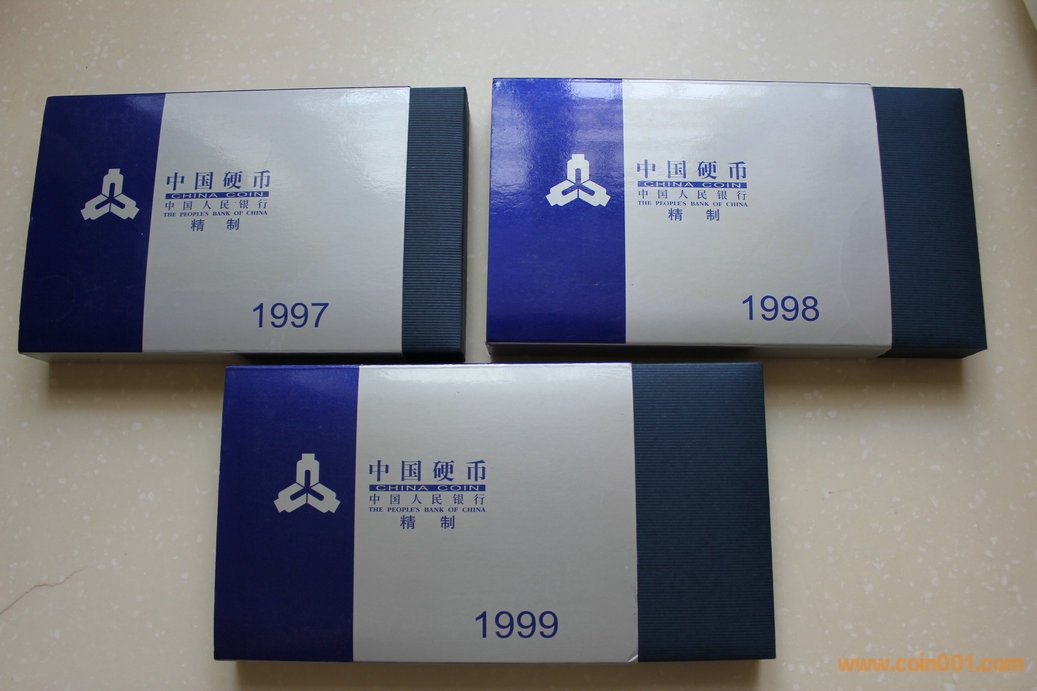 中国硬币
CHINA COIN
中国人民银行
THE PEOPLE'S BANK OF CHINA
精制
1997
中国硬币
CHINA COIN
中国人民银行
THE PEOPLE'S BANK OF CHINA
精制
1998
中国硬币
CHINA COIN
中国人民银行
THE PEOPLE'S BANK OF CHINA
精制
1999
www.coin001.com